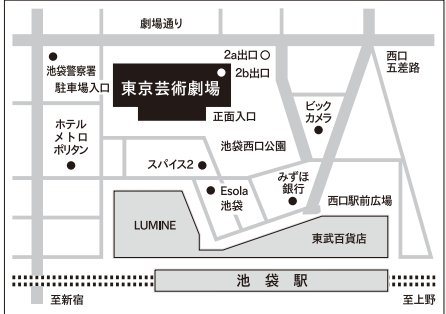 劇場通り
2a出口
西口
五差路
池袋警察署
2b出口
駐車場入口
東京芸術劇場
ビック
カメラ
正面入口
ホテル
メトロ
ポリタン
池袋西口公園
スパイス2
みずほ
銀行
Esola
池袋
西口駅前広場
LUMINE
東武百貨店
池袋駅
至新宿
至上野